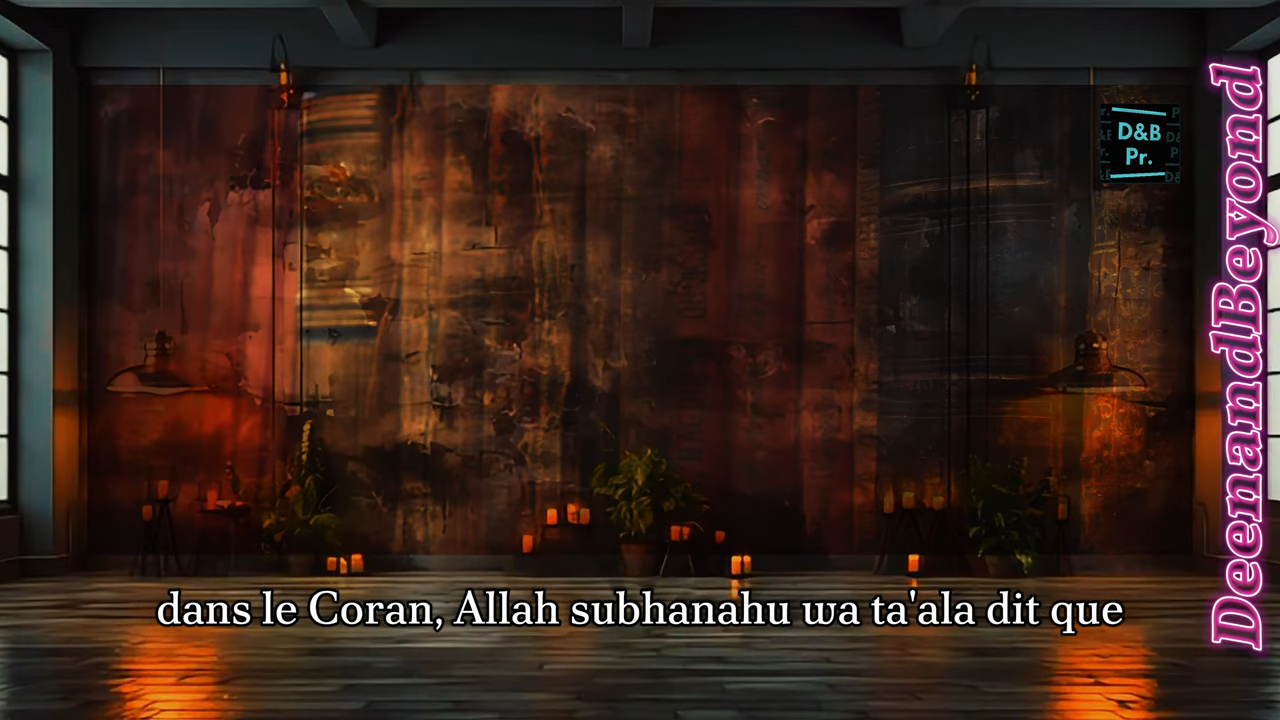 D&B
Pr.
DeenandBeyond
dans le Coran, Allah subhanahu wa ta'ala dit que